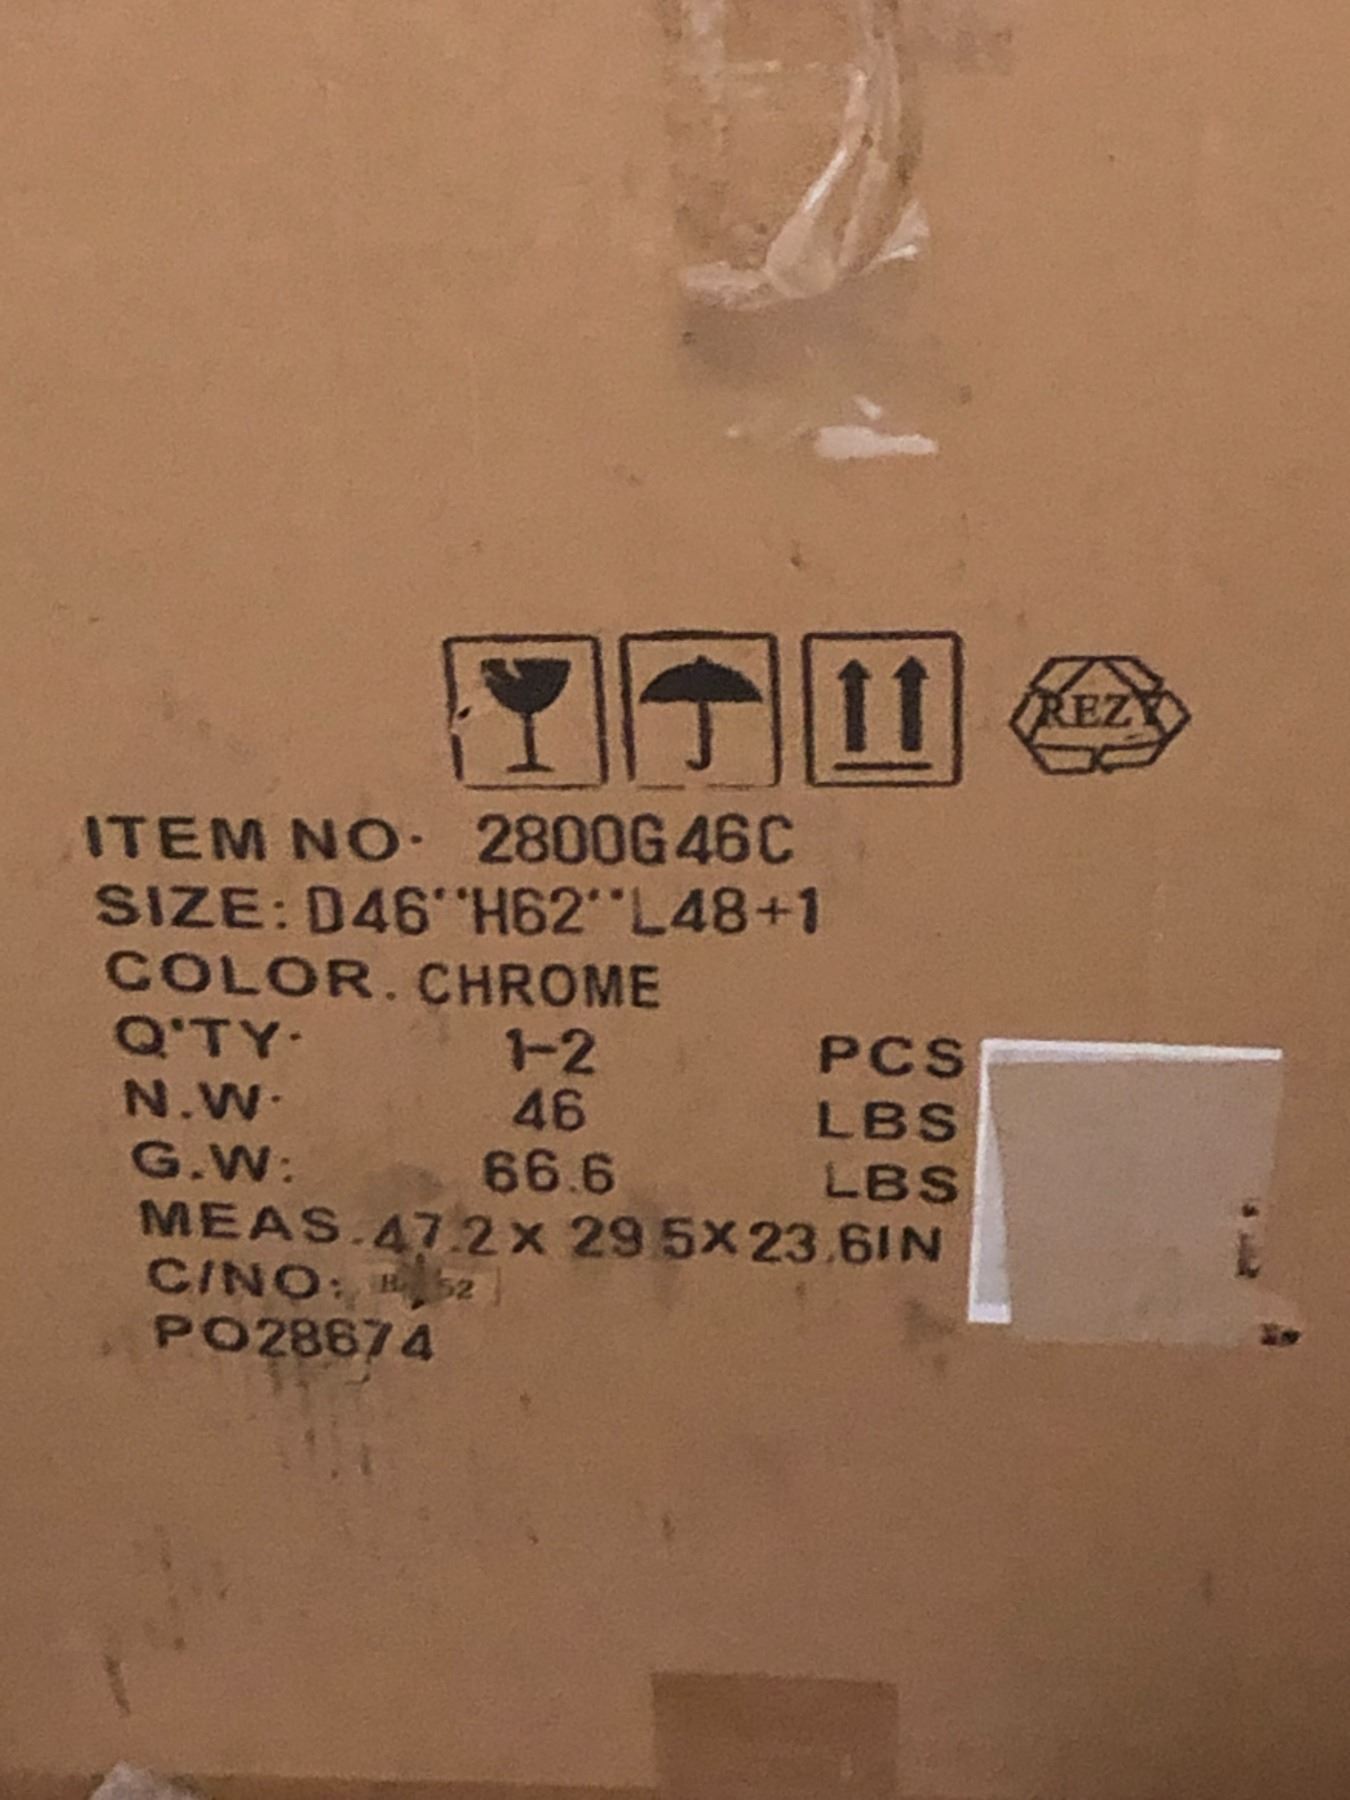 REZY
ITEM NO. 2800G46C
SIZE: D46''H62''L48+1
COLOR. CHROME
Q'TY. 1-2 PCS
N.W. 46 LBS
G.W: 66.6 LBS
MEAS. 47.2 X 29.5X23.6IN
C/NO:
PO28674